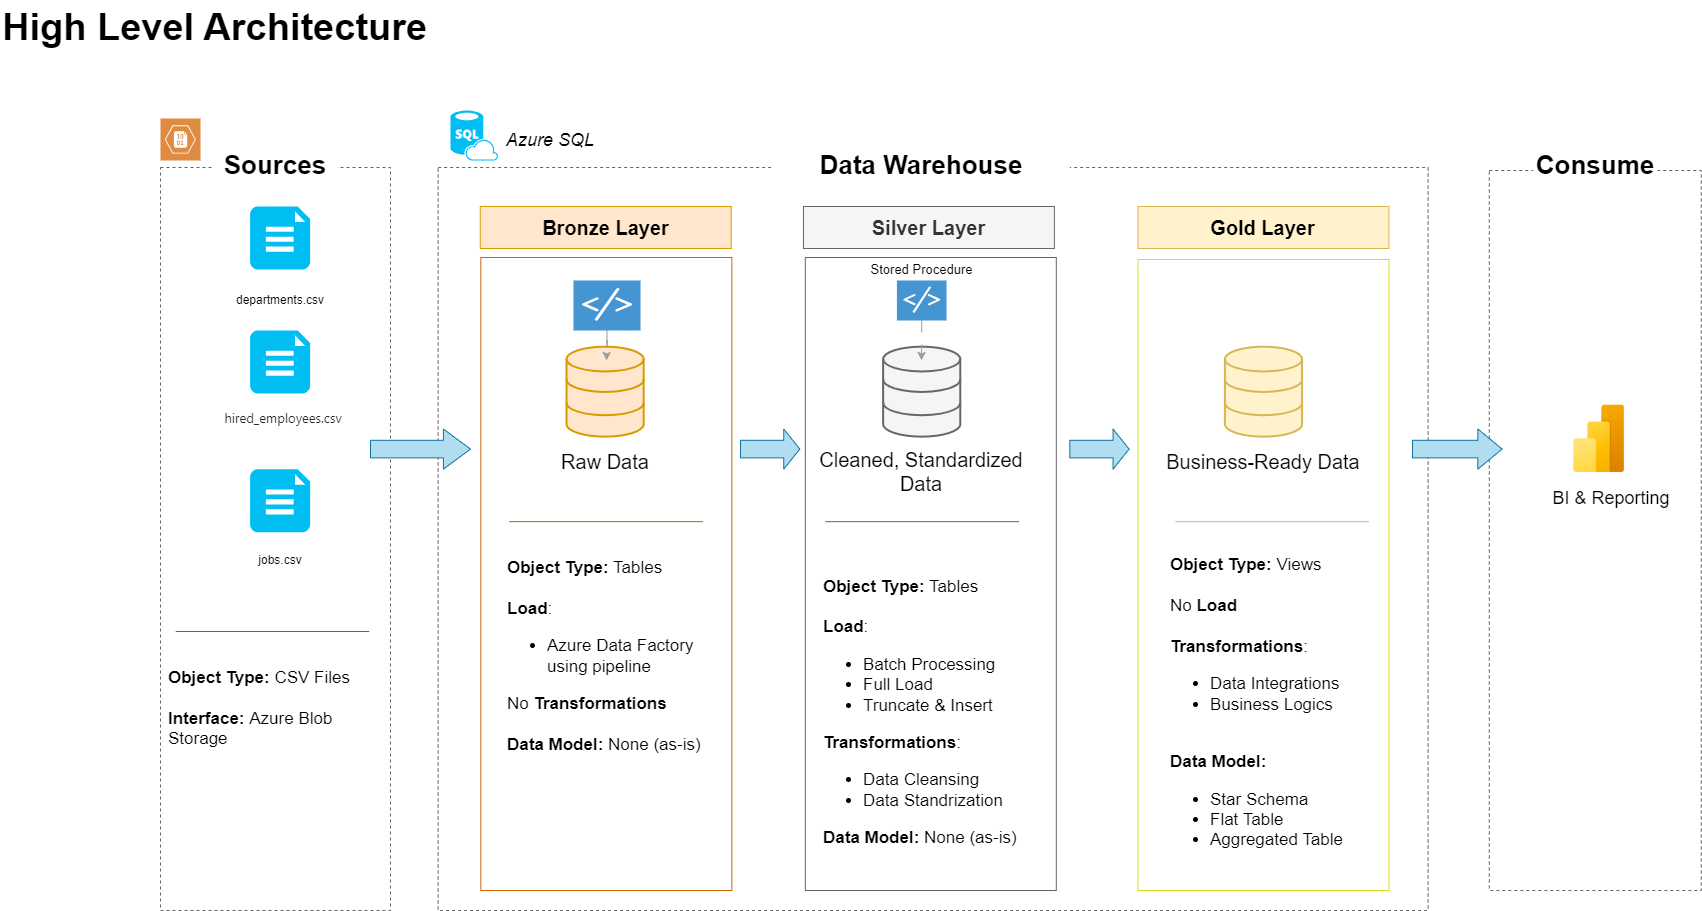 High Level Architecture
Sources
departments.csv
hired_employees.csv
jobs.csv
Object Type: CSV Files
Interface: Azure Blob
Storage
SQL
Azure SQL
Data Warehouse
Bronze Layer
</>
Raw Data
Object Type: Tables
Load:
• Azure Data Factory
using pipeline
No Transformations
Data Model: None (as-is)
Silver Layer
Stored Procedure
</>
Cleaned, Standardized
Data
Object Type: Tables
Load:
• Batch Processing
• Full Load
• Truncate & Insert
Transformations:
• Data Cleansing
• Data Standrization
Data Model: None (as-is)
Gold Layer
Business-Ready Data
Object Type: Views
No Load
Transformations:
• Data Integrations
• Business Logics
Data Model:
• Star Schema
• Flat Table
• Aggregated Table
Consume
BI & Reporting